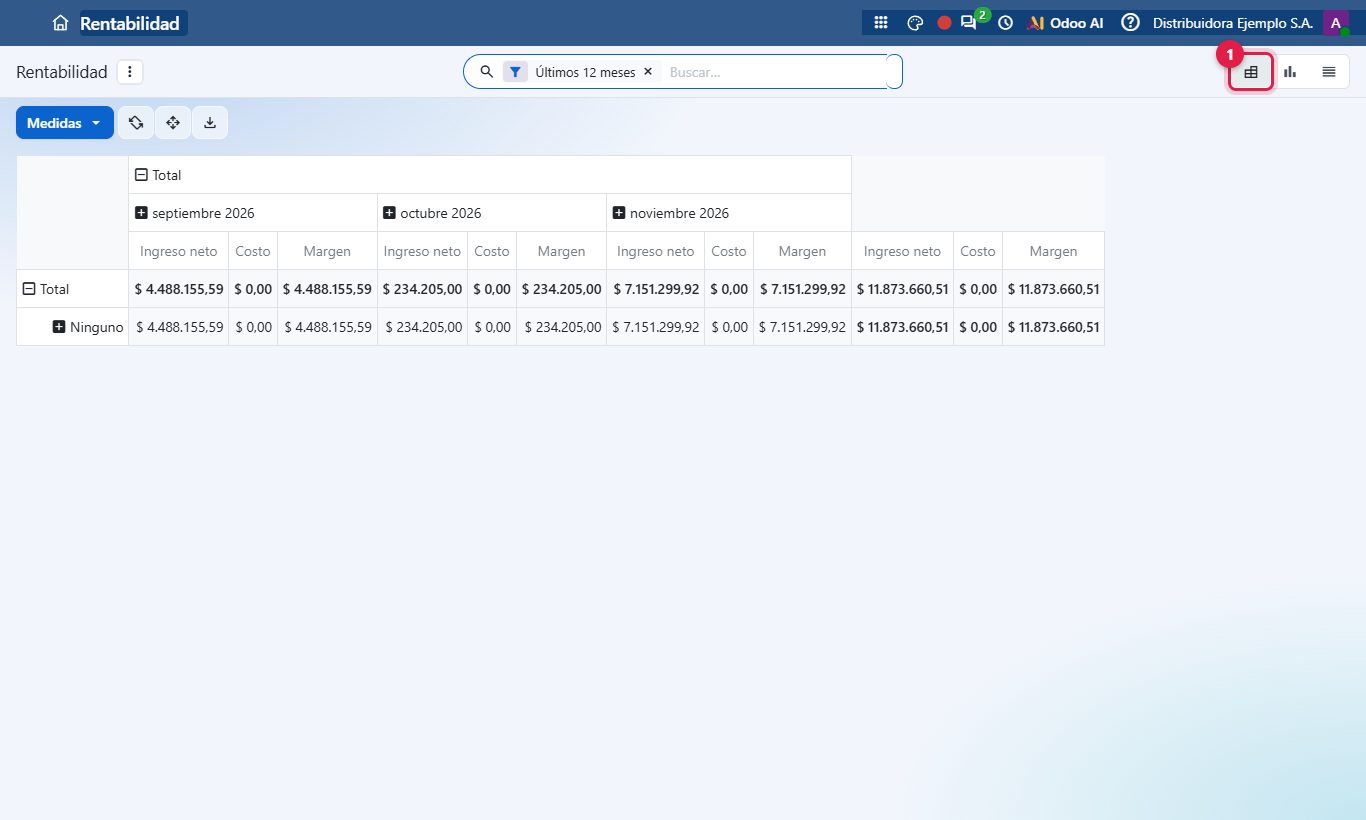 Rentabilidad
2
Odoo AI
Distribuidora Ejemplo S.A.
A
Rentabilidad
Últimos 12 meses
Buscar...
1
Medidas
Total
septiembre 2026 octubre 2026 noviembre 2026
Ingreso neto Costo Margen Ingreso neto Costo Margen Ingreso neto Costo Margen Ingreso neto Costo Margen
Total $ 4.488.155,59 $ 0,00 $ 4.488.155,59 $ 234.205,00 $ 0,00 $ 234.205,00 $ 7.151.299,92 $ 0,00 $ 7.151.299,92 $ 11.873.660,51 $ 0,00 $ 11.873.660,51
Ninguno $ 4.488.155,59 $ 0,00 $ 4.488.155,59 $ 234.205,00 $ 0,00 $ 234.205,00 $ 7.151.299,92 $ 0,00 $ 7.151.299,92 $ 11.873.660,51 $ 0,00 $ 11.873.660,51